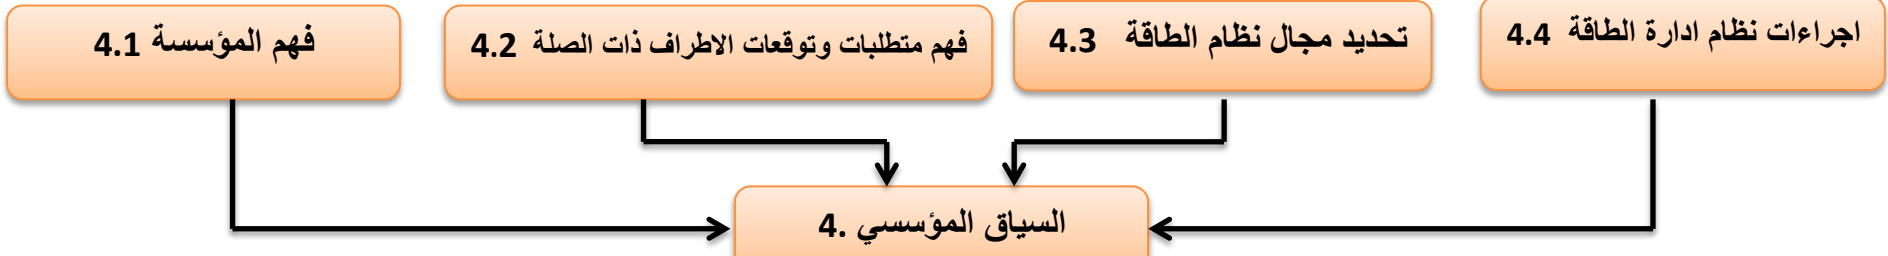 فهم المؤسسة 4.1
فهم متطلبات وتوقعات الاطراف ذات الصلة 4.2
تحديد مجال نظام الطاقة 4.3
اجراءات نظام ادارة الطاقة 4.4
السياق المؤسسي .4